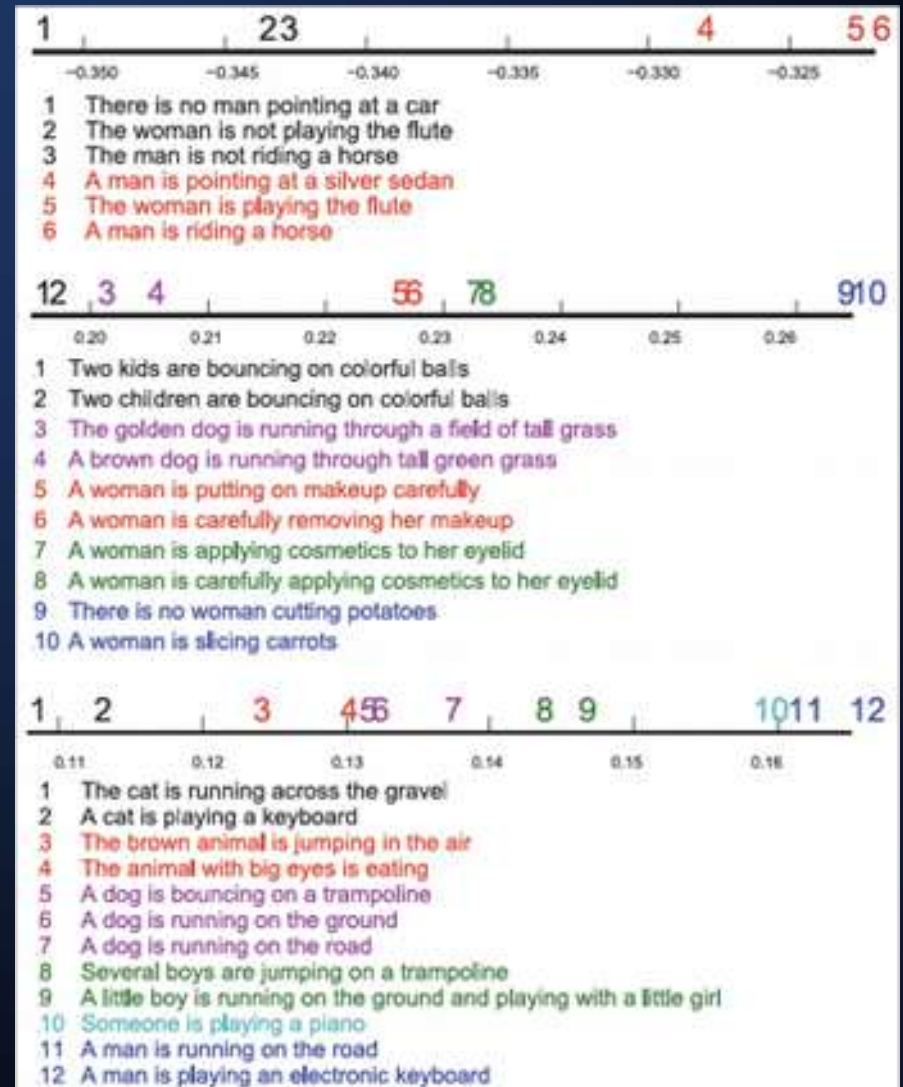 1 23 4 5 6
−0.350 −0.345 −0.340 −0.335 −0.330 −0.325
1 There is no man pointing at a car
2 The woman is not playing the flute
3 The man is not riding a horse
4 A man is pointing at a silver sedan
5 The woman is playing the flute
6 A man is riding a horse
12 3 4 56 78 910
0.20 0.21 0.22 0.23 0.24 0.25 0.26
1 Two kids are bouncing on colorful balls
2 Two children are bouncing on colorful balls
3 The golden dog is running through a field of tall grass
4 A brown dog is running through tall green grass
5 A woman is putting on makeup carefully
6 A woman is carefully removing her makeup
7 A woman is applying cosmetics to her eyelid
8 A woman is carefully applying cosmetics to her eyelid
9 There is no woman cutting potatoes
10 A woman is slicing carrots
1 2 3 456 7 8 9 1011 12
0.11 0.12 0.13 0.14 0.15 0.16
1 The cat is running across the gravel
2 A cat is playing a keyboard
3 The brown animal is jumping in the air
4 The animal with big eyes is eating
5 A dog is bouncing on a trampoline
6 A dog is running on the ground
7 A dog is running on the road
8 Several boys are jumping on a trampoline
9 A little boy is running on the ground and playing with a little girl
10 Someone is playing a piano
11 A man is running on the road
12 A man is playing an electronic keyboard